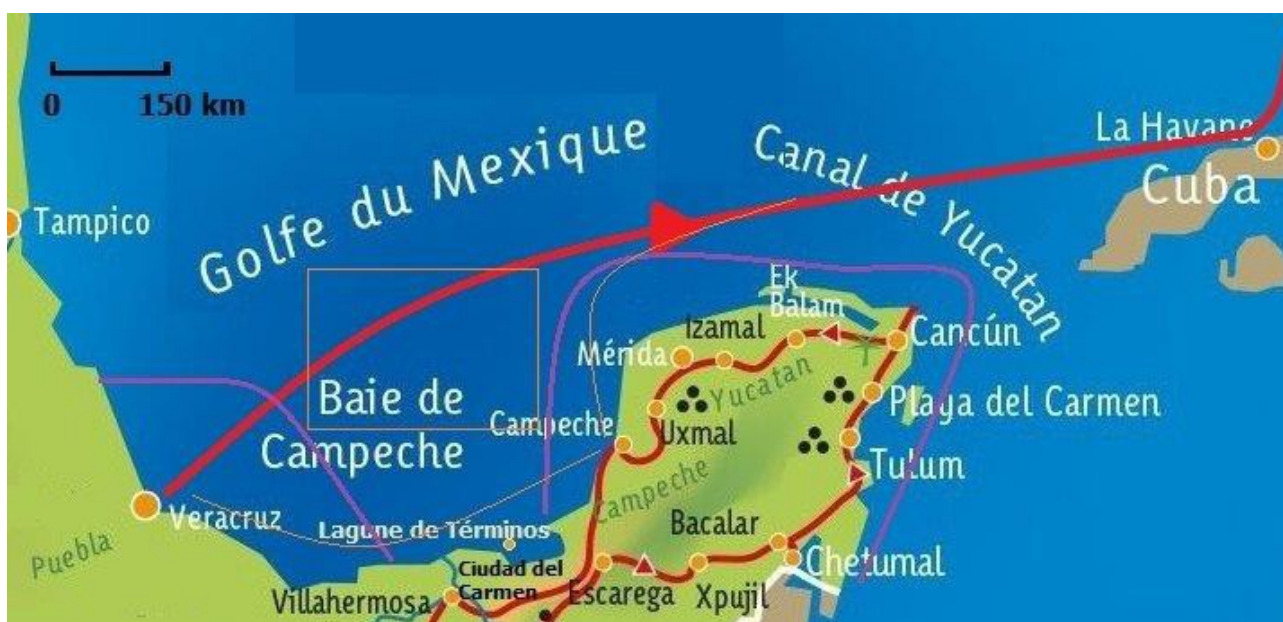 0 150 km
Golfe du Mexique
Canal de Yucatan
La Havane
Cuba
Tampico
Ek
Balam
Izamal
Cancún
Mérida
Yucatan
Baie de
Campeche
Playa del Carmen
Campeche
Uxmal
Tulum
Campeche
Veracruz
Lagune de Términos
Bacalar
Puebla
Ciudad del
Carmen
Chetumal
Villahermosa
Escarega
Xpujil